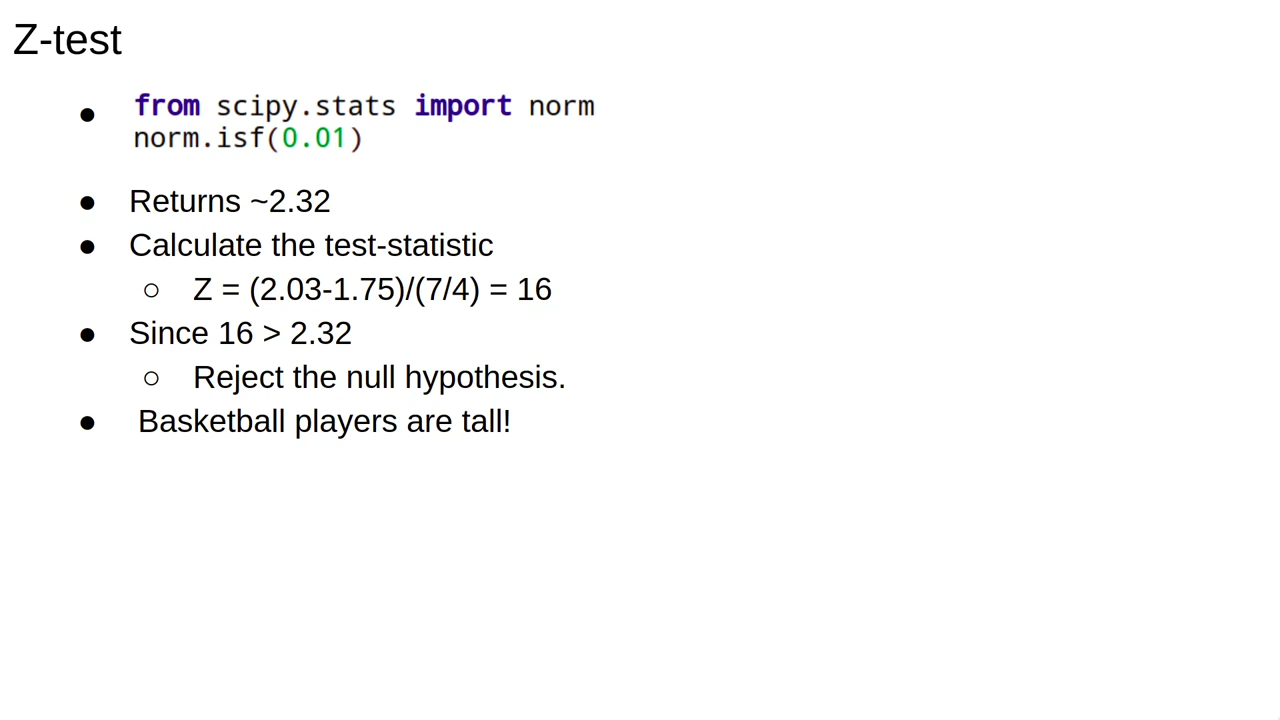 Z-test
● from scipy.stats import norm
norm.isf(0.01)
● Returns ~2.32
● Calculate the test-statistic
○ Z = (2.03-1.75)/(7/4) = 16
● Since 16 > 2.32
○ Reject the null hypothesis.
● Basketball players are tall!